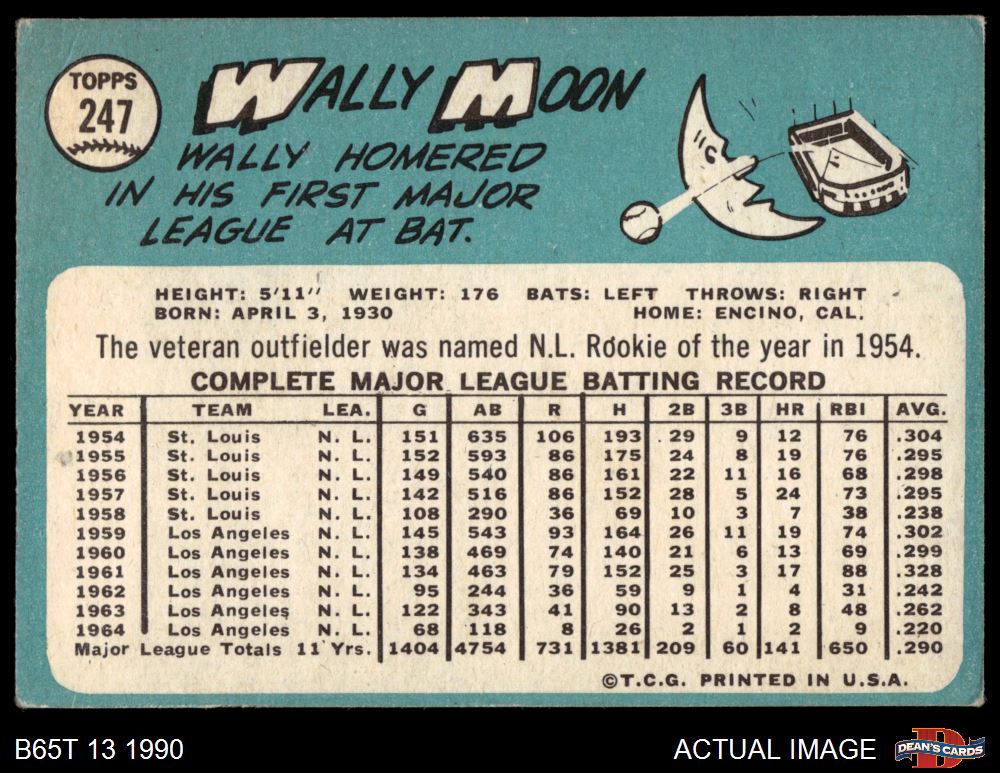 TOPPS
247
WALLY MOON
WALLY HOMERED
IN HIS FIRST MAJOR
LEAGUE AT BAT.
HEIGHT: 5'11" WEIGHT: 176 BATS: LEFT THROWS: RIGHT
BORN: APRIL 3, 1930 HOME: ENCINO, CAL.
The veteran outfielder was named N.L. Rookie of the year in 1954.
COMPLETE MAJOR LEAGUE BATTING RECORD
YEAR TEAM LEA. G AB R H 2B 3B HR RBI AVG.
1954 St. Louis N. L. 151 635 106 193 29 9 12 76 .304
1955 St. Louis N. L. 152 593 86 175 24 8 19 76 .295
1956 St. Louis N. L. 149 540 86 161 22 11 16 68 .298
1957 St. Louis N. L. 142 516 86 152 28 5 24 73 .295
1958 St. Louis N. L. 108 290 36 69 10 3 7 38 .238
1959 Los Angeles N. L. 145 543 93 164 26 11 19 74 .302
1960 Los Angeles N. L. 138 469 74 140 21 6 13 69 .299
1961 Los Angeles N. L. 134 463 79 152 25 3 17 88 .328
1962 Los Angeles N. L. 95 244 36 59 9 1 4 31 .242
1963 Los Angeles N. L. 122 343 41 90 13 2 8 48 .262
1964 Los Angeles N. L. 68 118 8 26 2 1 2 9 .220
Major League Totals 11 Yrs. 1404 4754 731 1381 209 60 141 650 .290
©T.C.G. PRINTED IN U.S.A.
B65T 13 1990 ACTUAL IMAGE D DEAN'S CARDS